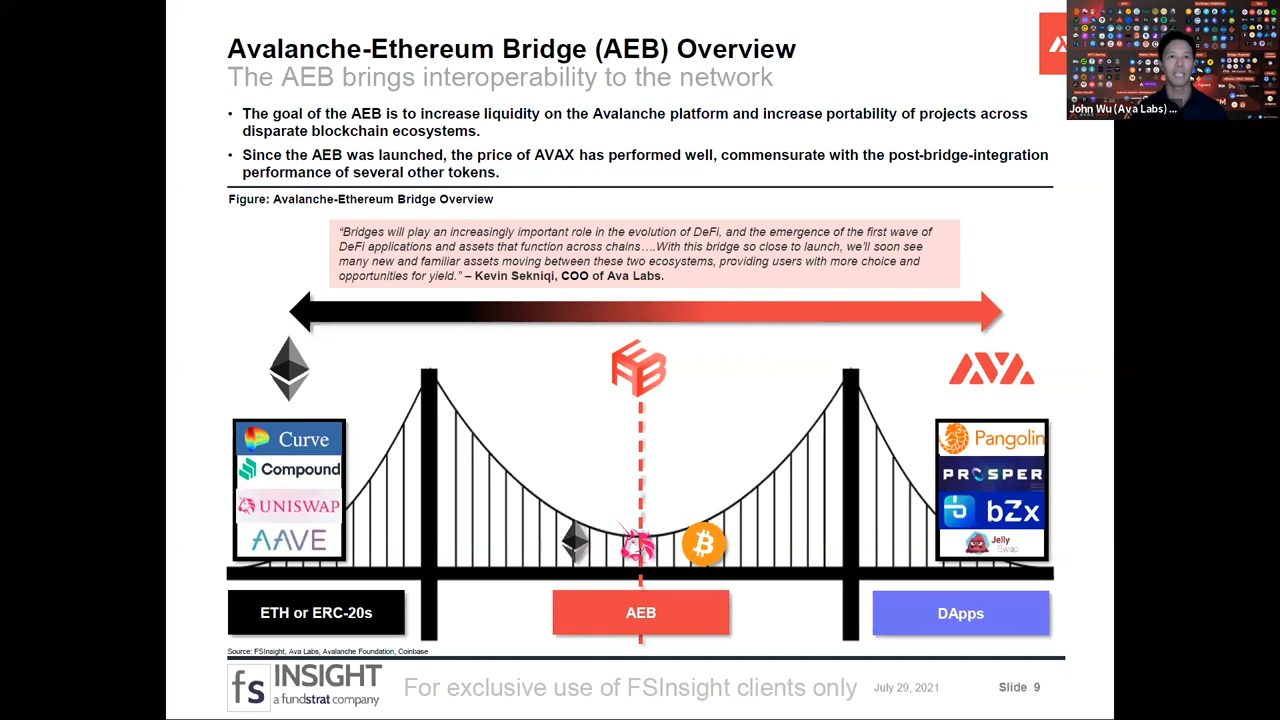 Avalanche-Ethereum Bridge (AEB) Overview
The AEB brings interoperability to the network
• The goal of the AEB is to increase liquidity on the Avalanche platform and increase portability of projects across
disparate blockchain ecosystems.
• Since the AEB was launched, the price of AVAX has performed well, commensurate with the post-bridge-integration
performance of several other tokens.
Figure: Avalanche-Ethereum Bridge Overview
“Bridges will play an increasingly important role in the evolution of DeFi, and the emergence of the first wave of
DeFi applications and assets that function across chains….With this bridge so close to launch, we’ll soon see
many new and familiar assets moving between these two ecosystems, providing users with more choice and
opportunities for yield.” – Kevin Sekniqi, COO of Ava Labs.
AEB
AVA
Curve
Compound
UNISWAP
AAVE
Pangolin
PROSPER
bZx
Jelly
Swap
ETH or ERC-20s
AEB
DApps
Source: FSInsight, Ava Labs, Avalanche Foundation, Coinbase
fs INSIGHT
a fundstrat company
For exclusive use of FSInsight clients only
July 29, 2021
Slide 9
John Wu (Ava Labs) ...